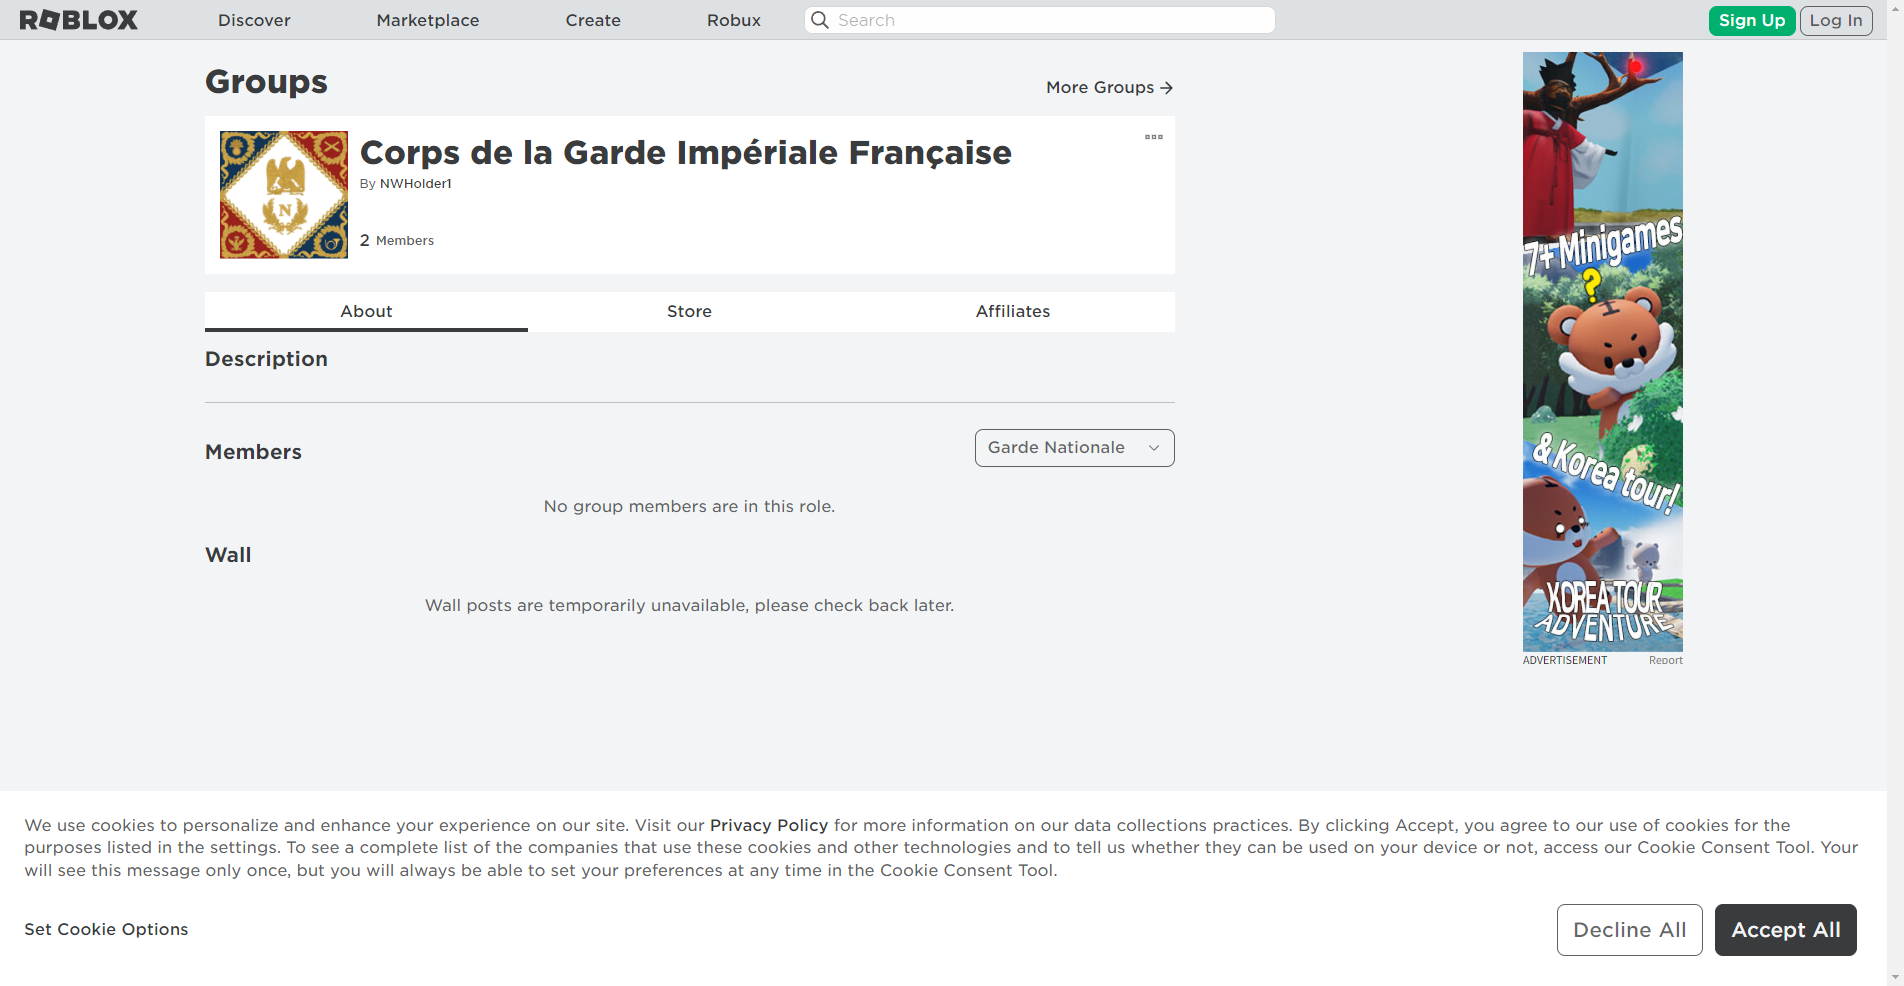 ROBLOX
Discover
Marketplace
Create
Robux
Search
Sign Up
Log In
Groups
More Groups
N
Corps de la Garde Impériale Française
By NWHolder1
2 Members
About
Store
Affiliates
Description
Members
Garde Nationale
No group members are in this role.
Wall
Wall posts are temporarily unavailable, please check back later.
7+ Minigames
?
& Korea tour!
KOREA TOUR
ADVENTURE
ADVERTISEMENT
Report
We use cookies to personalize and enhance your experience on our site. Visit our Privacy Policy for more information on our data collections practices. By clicking Accept, you agree to our use of cookies for the
purposes listed in the settings. To see a complete list of the companies that use these cookies and other technologies and to tell us whether they can be used on your device or not, access our Cookie Consent Tool. Your
will see this message only once, but you will always be able to set your preferences at any time in the Cookie Consent Tool.
Set Cookie Options
Decline All
Accept All